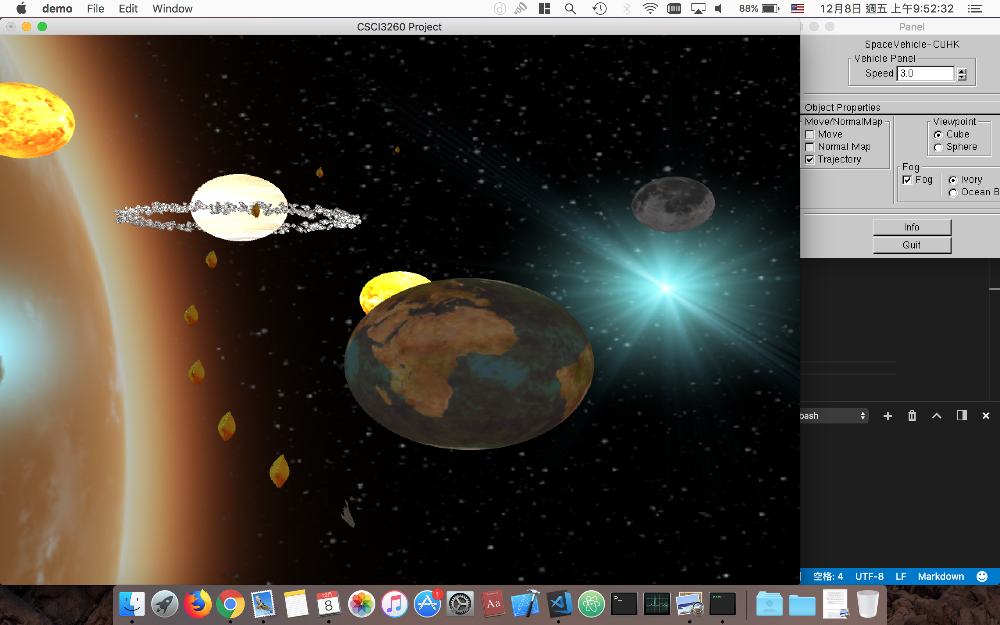 demo File Edit Window 88% 12月8日 週五 上午9:52:32
CSCI3260 Project
Panel
SpaceVehicle-CUHK
Vehicle Panel
Speed 3.0
Object Properties
Move/NormalMap
Move
Normal Map
Trajectory
Viewpoint
Cube
Sphere
Fog
Fog
Ivory
Ocean B
Info
Quit
bash
空格: 4 UTF-8 LF Markdown
12月
8
1
Dictionary
Aa
>_
exec